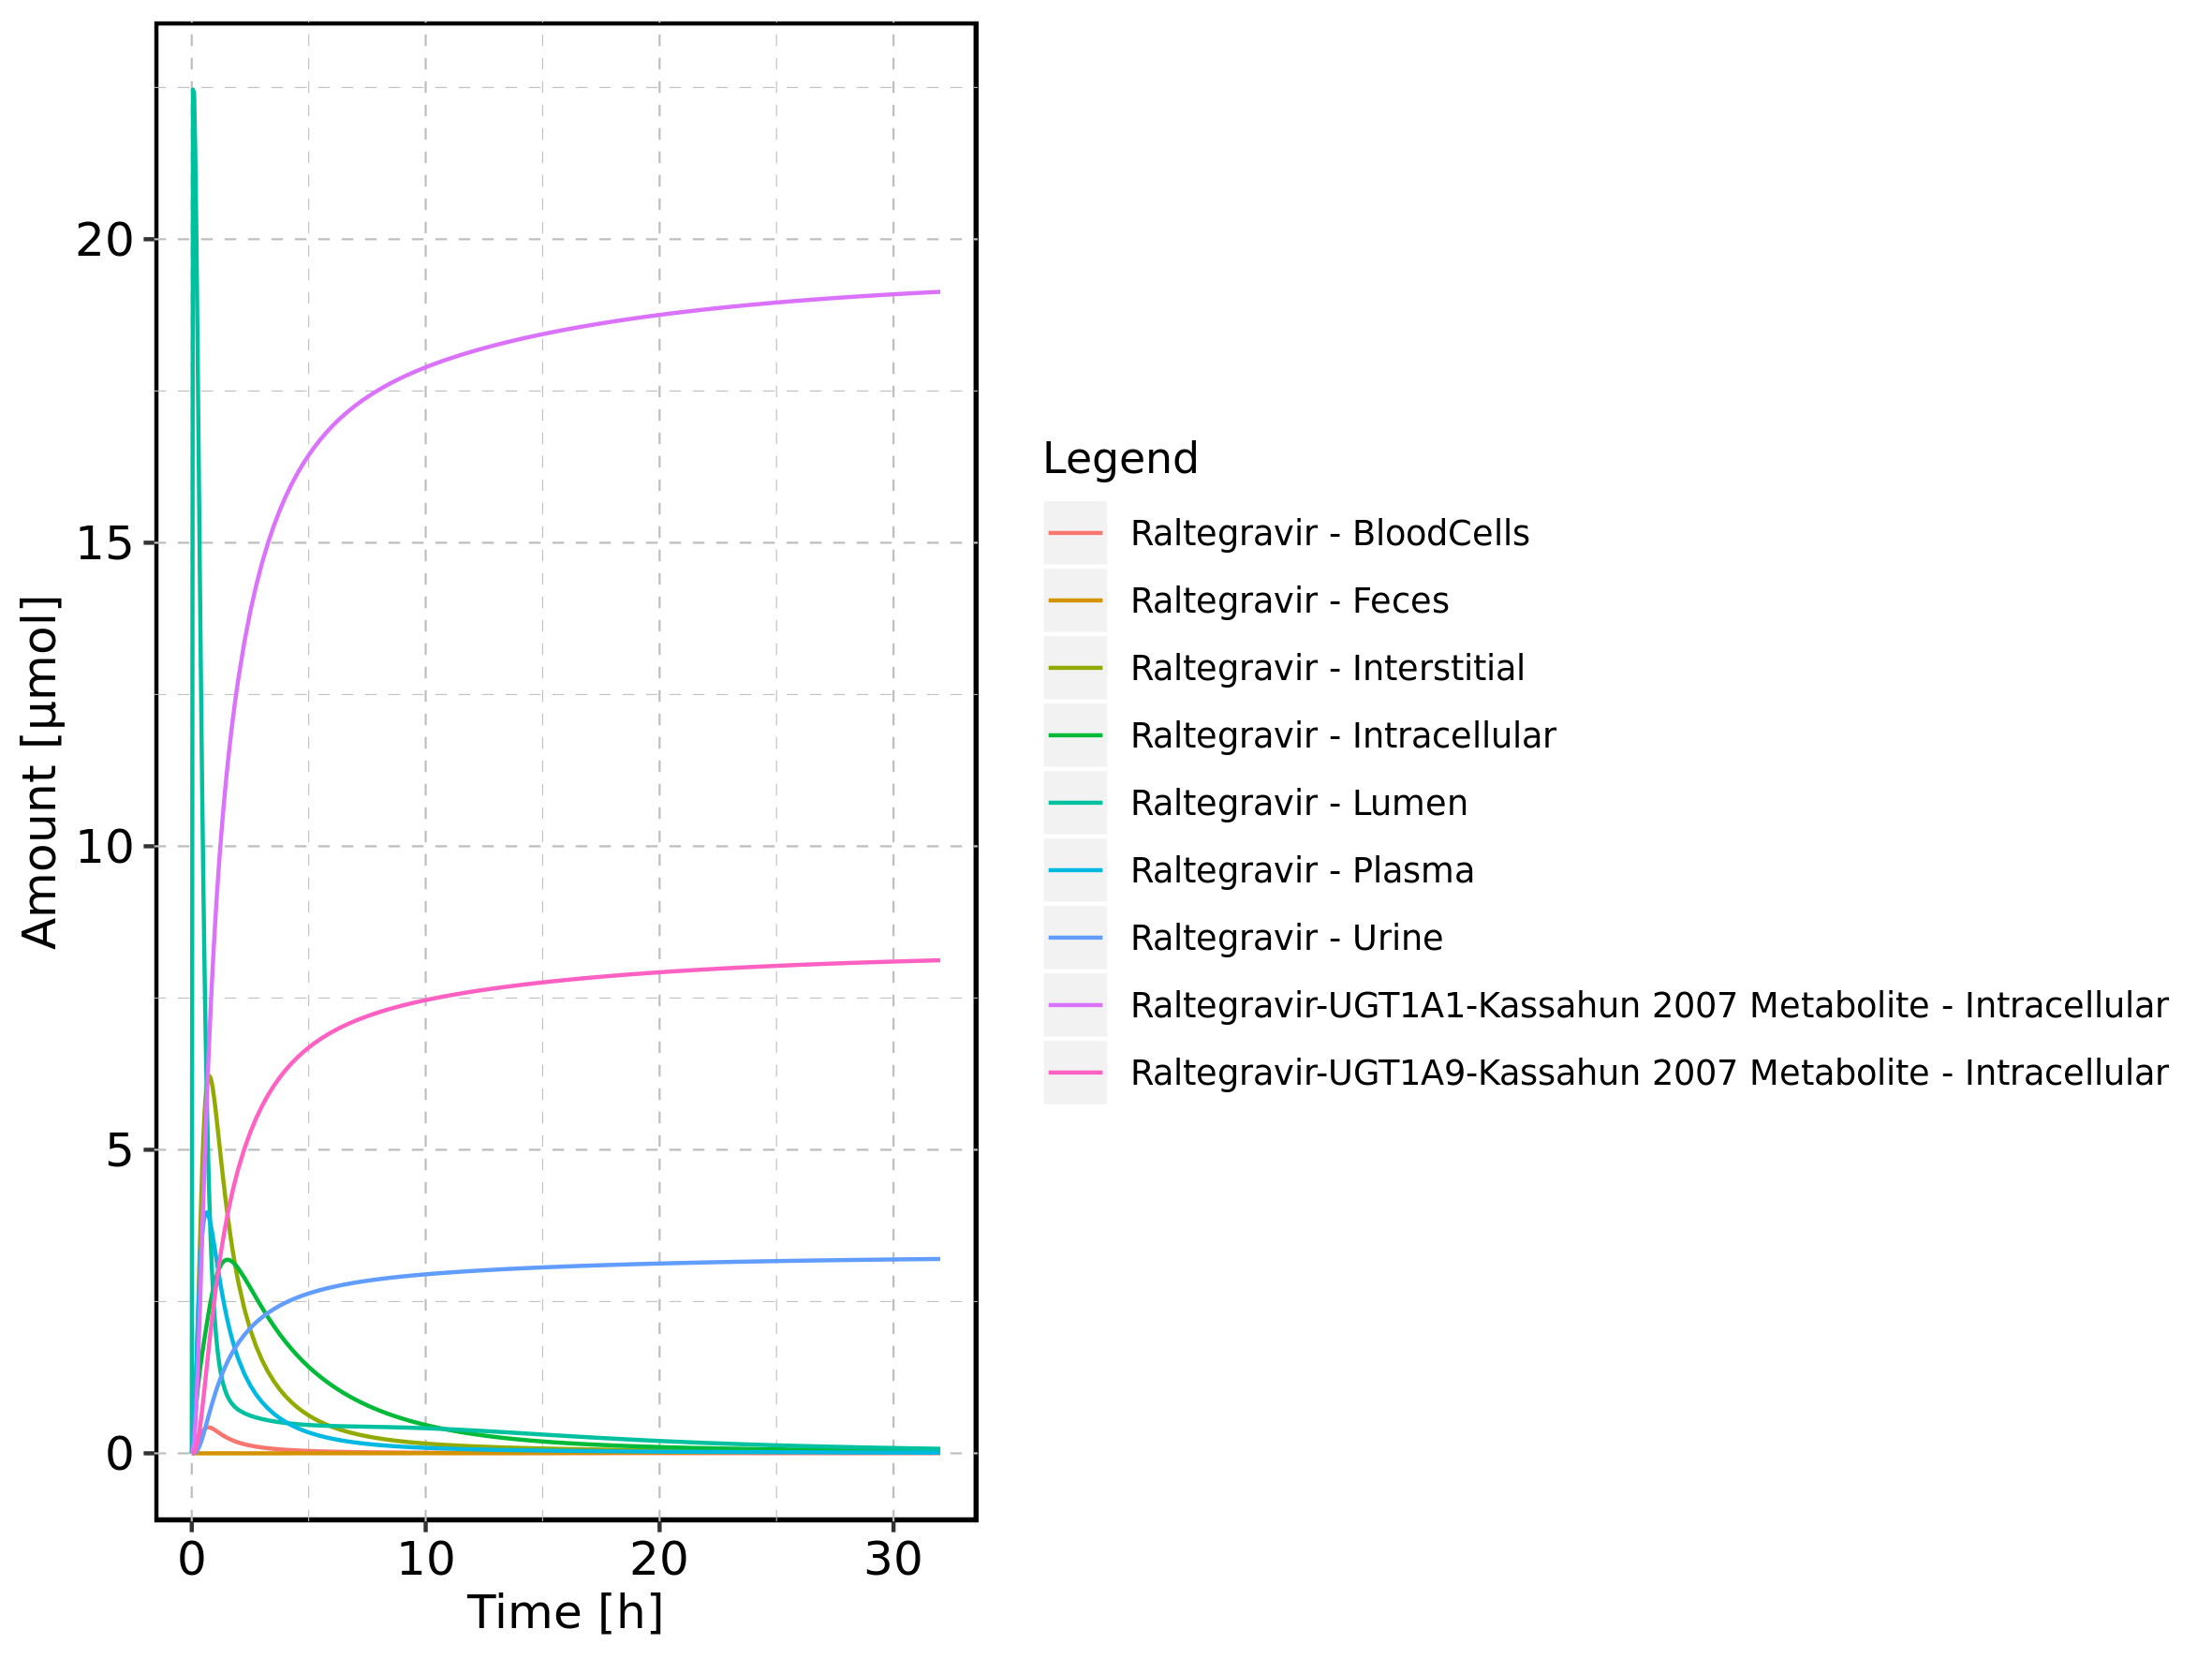 Amount [µmol]
20
15
10
5
0
0 10 20 30
Time [h]
Legend
Raltegravir - BloodCells
Raltegravir - Feces
Raltegravir - Interstitial
Raltegravir - Intracellular
Raltegravir - Lumen
Raltegravir - Plasma
Raltegravir - Urine
Raltegravir-UGT1A1-Kassahun 2007 Metabolite - Intracellular
Raltegravir-UGT1A9-Kassahun 2007 Metabolite - Intracellular